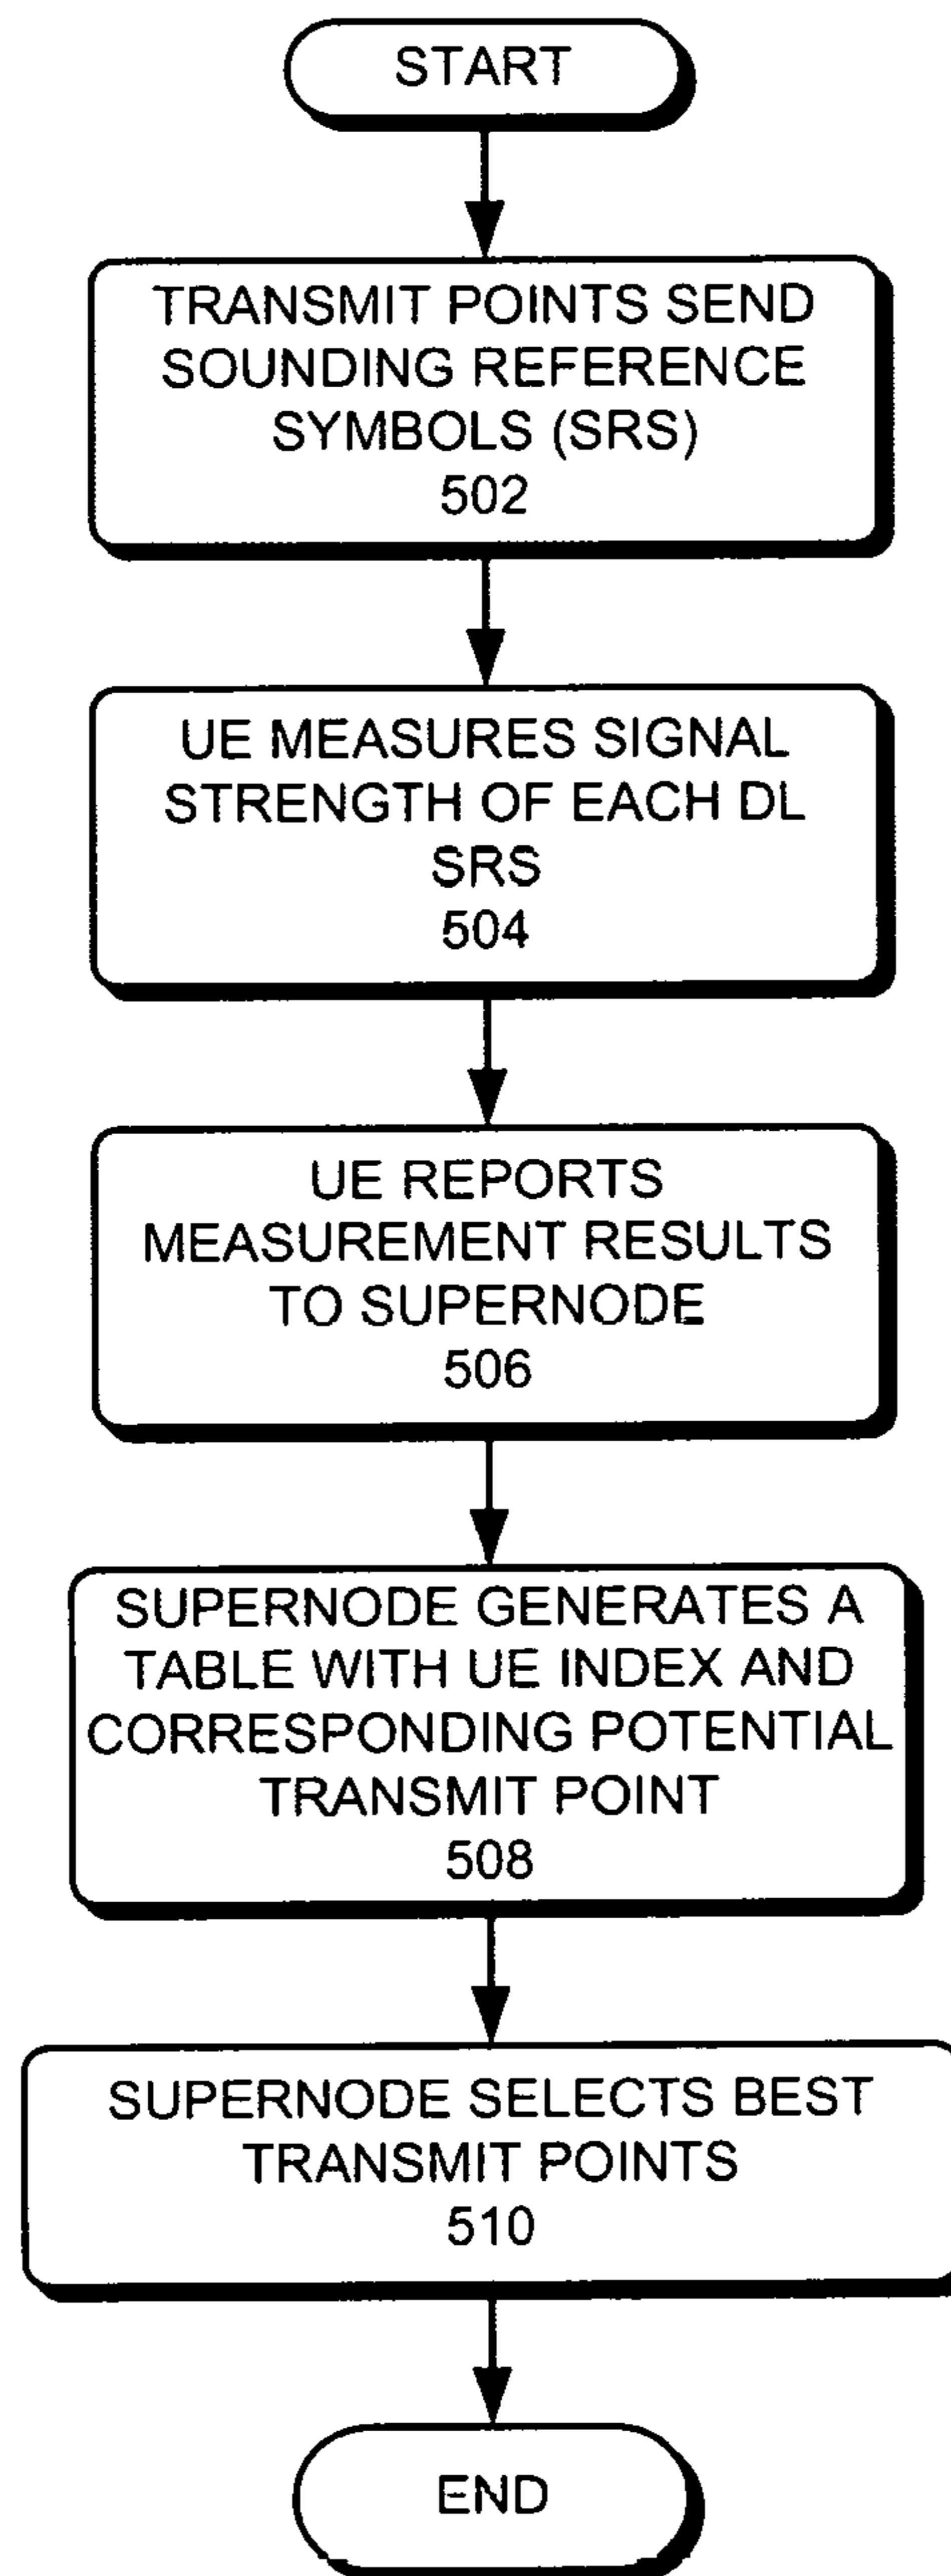 START
TRANSMIT POINTS SEND
SOUNDING REFERENCE
SYMBOLS (SRS)
502
UE MEASURES SIGNAL
STRENGTH OF EACH DL
SRS
504
UE REPORTS
MEASUREMENT RESULTS
TO SUPERNODE
506
SUPERNODE GENERATES A
TABLE WITH UE INDEX AND
CORRESPONDING POTENTIAL
TRANSMIT POINT
508
SUPERNODE SELECTS BEST
TRANSMIT POINTS
510
END